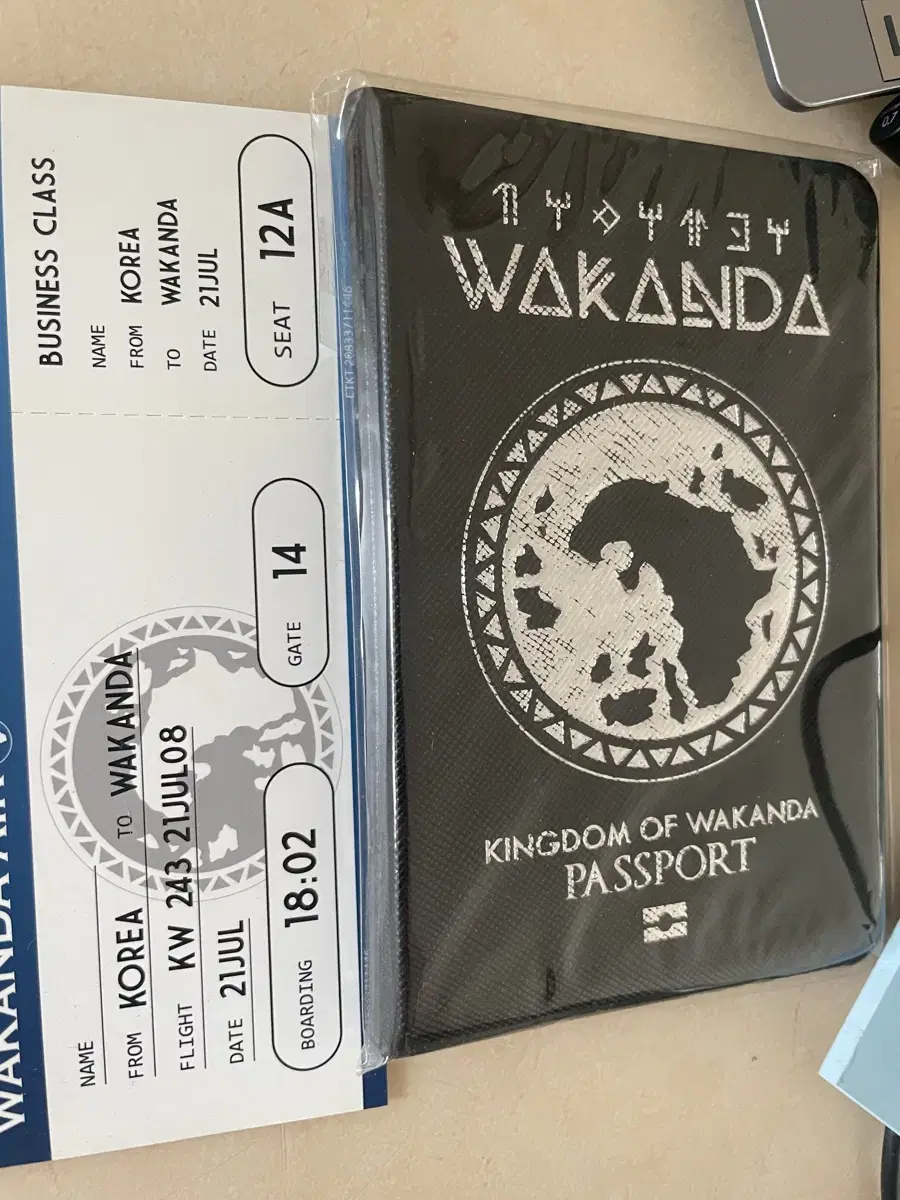 WAKANDA AIR
NAME
FROM KOREA TO WAKANDA
FLIGHT KW 243 21JUL08
DATE 21JUL
BOARDING 18:02
GATE 14
BUSINESS CLASS
NAME
FROM KOREA
TO WAKANDA
DATE 21JUL
SEAT 12A
WAKANDA
KINGDOM OF WAKANDA
PASSPORT